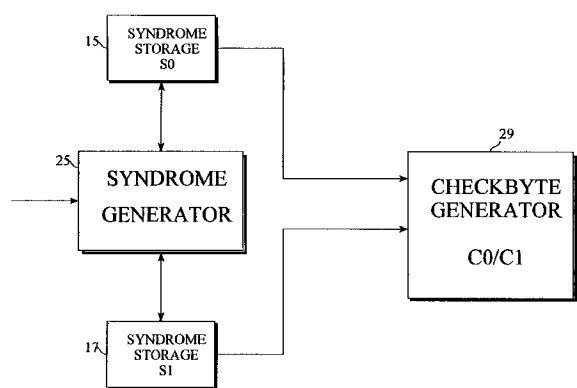 15
SYNDROME
STORAGE
S0
25
SYNDROME
GENERATOR
29
CHECKBYTE
GENERATOR
C0/C1
17
SYNDROME
STORAGE
S1